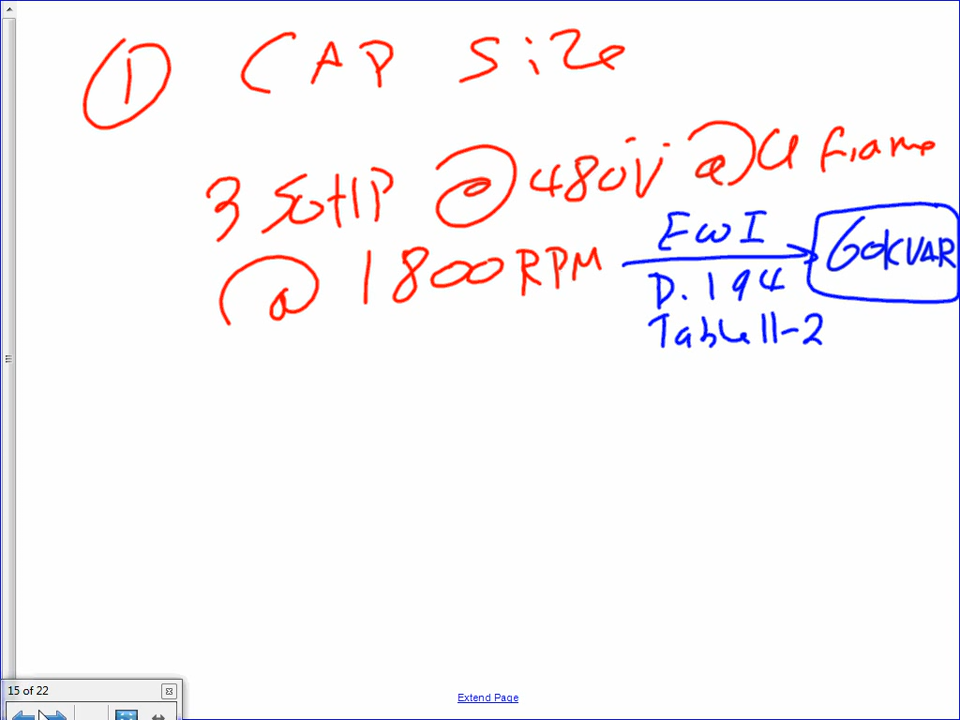 ① CAP Size
350HP @ 480V @ U frame
@ 1800RPM
EWI
60KVAR
P. 194
Table 11-2
15 of 22
Extend Page